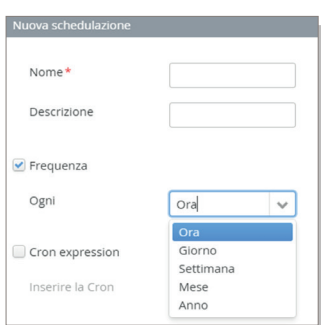 Nuova schedulazione
Nome*
Descrizione
Frequenza
Ogni
Ora
Ora
Giorno
Settimana
Mese
Anno
Cron expression
Inserire la Cron